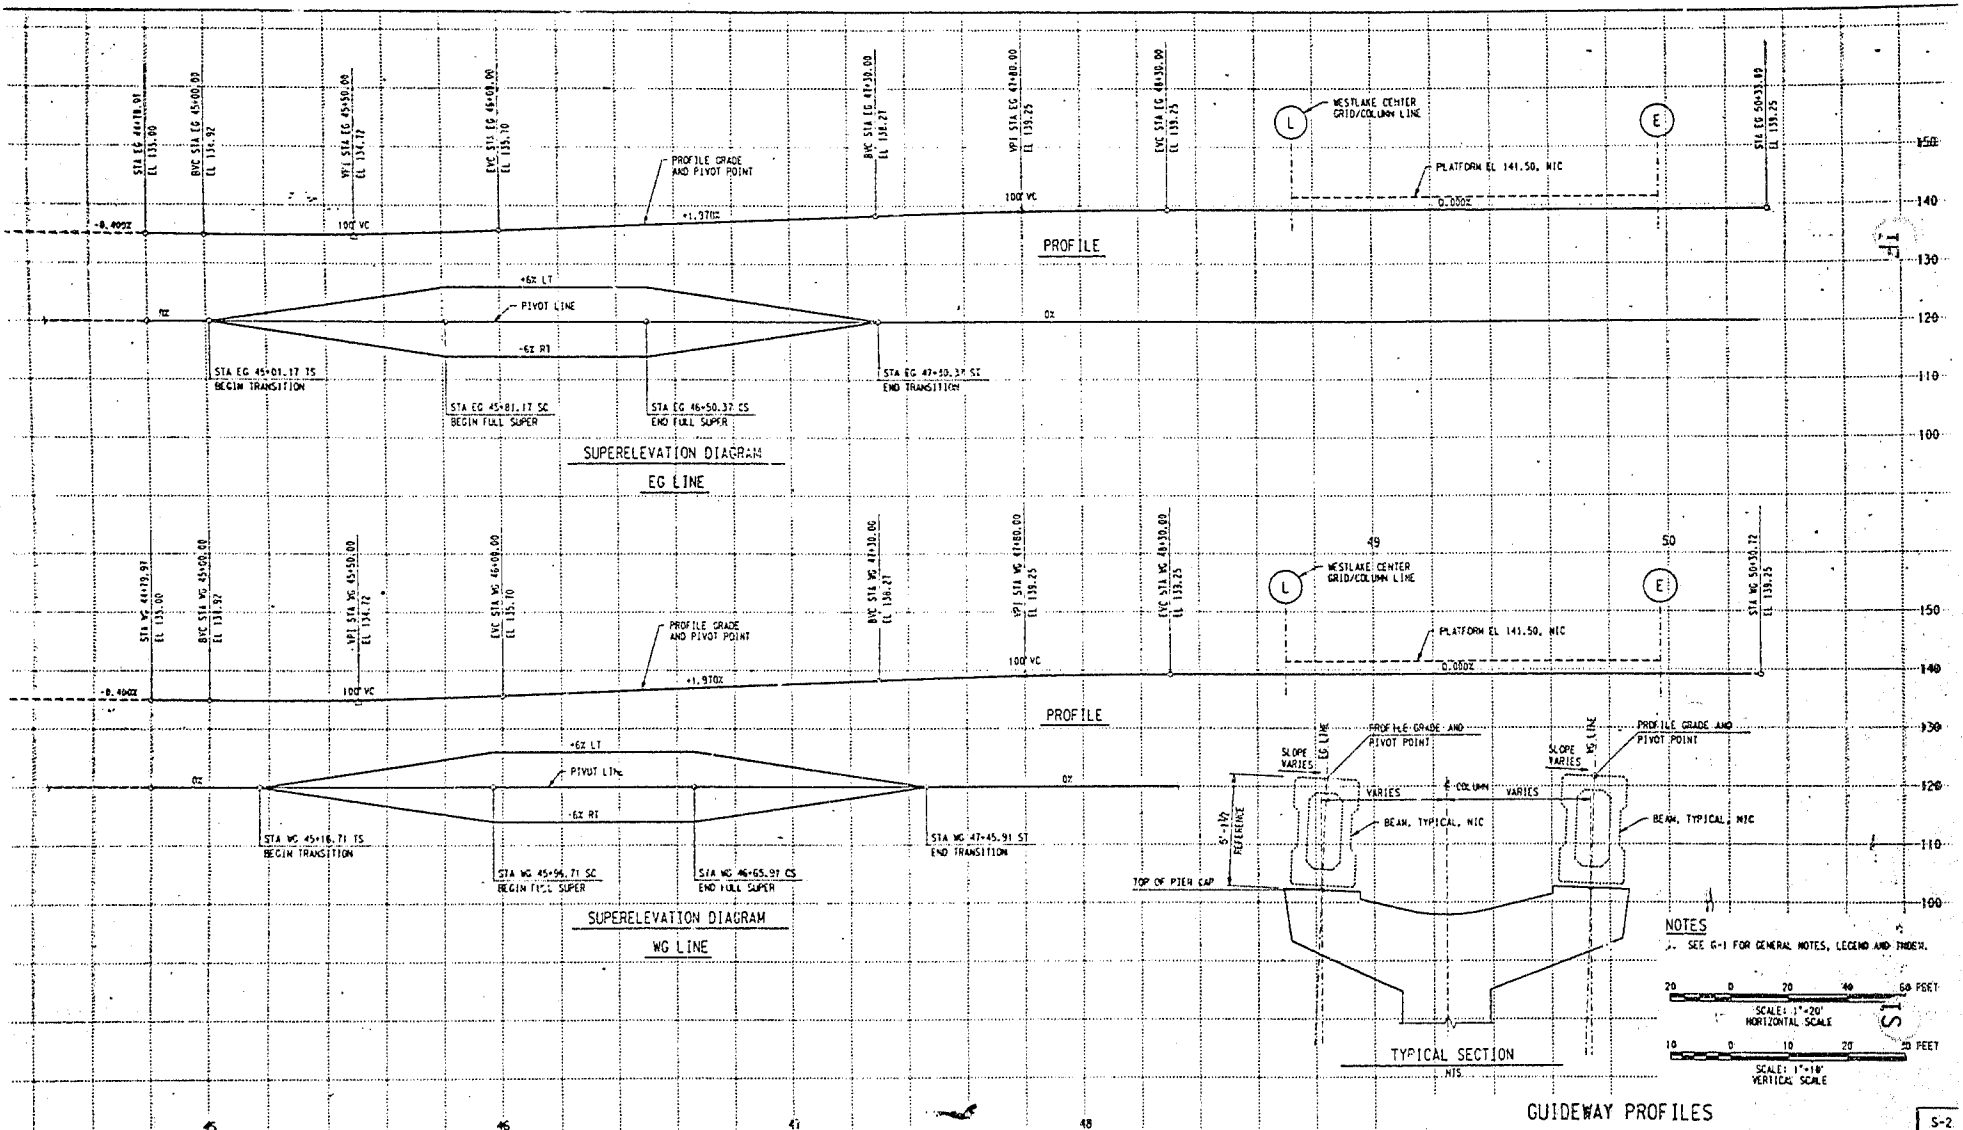 STA EG 44+78.91
EL 135.00
BVC STA EG 45+00.00
EL 134.92
VPI STA EG 45+50.00
EL 134.72
EVC STA EG 46+00.00
EL 135.70
BVC STA EG 47+30.00
EL 138.27
VPI STA EG 47+80.00
EL 139.25
EVC STA EG 48+30.00
EL 139.25
L
WESTLAKE CENTER
GRID/COLUMN LINE
E
STA EG 50+33.89
EL 139.25
PROFILE GRADE
AND PIVOT POINT
PLATFORM EL 141.50, NIC
-0.400%
100' VC
+1.970%
100' VC
0.000%
PROFILE
150
140
130
120
110
100
0%
+6% LT
PIVOT LINE
-6% RT
0%
STA EG 45+01.17 TS
BEGIN TRANSITION
STA EG 45+81.17 SC
BEGIN FULL SUPER
STA EG 46+50.37 CS
END FULL SUPER
STA EG 47+30.37 ST
END TRANSITION
SUPERELEVATION DIAGRAM
EG LINE
STA WG 44+79.97
EL 135.00
BVC STA WG 45+00.00
EL 134.92
VPI STA WG 45+50.00
EL 134.72
EVC STA WG 46+00.00
EL 135.70
BVC STA WG 47+30.00
EL 138.27
VPI STA WG 47+80.00
EL 139.25
EVC STA WG 48+30.00
EL 139.25
49
50
L
WESTLAKE CENTER
GRID/COLUMN LINE
E
STA WG 50+30.72
EL 139.25
PROFILE GRADE
AND PIVOT POINT
PLATFORM EL 141.50, NIC
-0.400%
100' VC
+1.970%
100' VC
0.000%
PROFILE
150
140
130
120
110
100
0%
+6% LT
PIVOT LINE
-6% RT
0%
STA WG 45+16.71 TS
BEGIN TRANSITION
STA WG 45+96.71 SC
BEGIN FULL SUPER
STA WG 46+65.97 CS
END FULL SUPER
STA WG 47+45.91 ST
END TRANSITION
SUPERELEVATION DIAGRAM
WG LINE
SLOPE
VARIES
EG LINE
PROFILE GRADE AND
PIVOT POINT
SLOPE
VARIES
WG LINE
PROFILE GRADE AND
PIVOT POINT
VARIES
COLUMN
VARIES
BEAM, TYPICAL, NIC
BEAM, TYPICAL, NIC
5'-1½
REFERENCE
TOP OF PIER CAP
TYPICAL SECTION
NTS
NOTES
SEE G-1 FOR GENERAL NOTES, LEGEND AND INDEX.
20 0 20 40 60 FEET
SCALE: 1"=20'
HORIZONTAL SCALE
10 0 10 20 30 FEET
SCALE: 1"=10'
VERTICAL SCALE
GUIDEWAY PROFILES
S-2
45 46 47 48